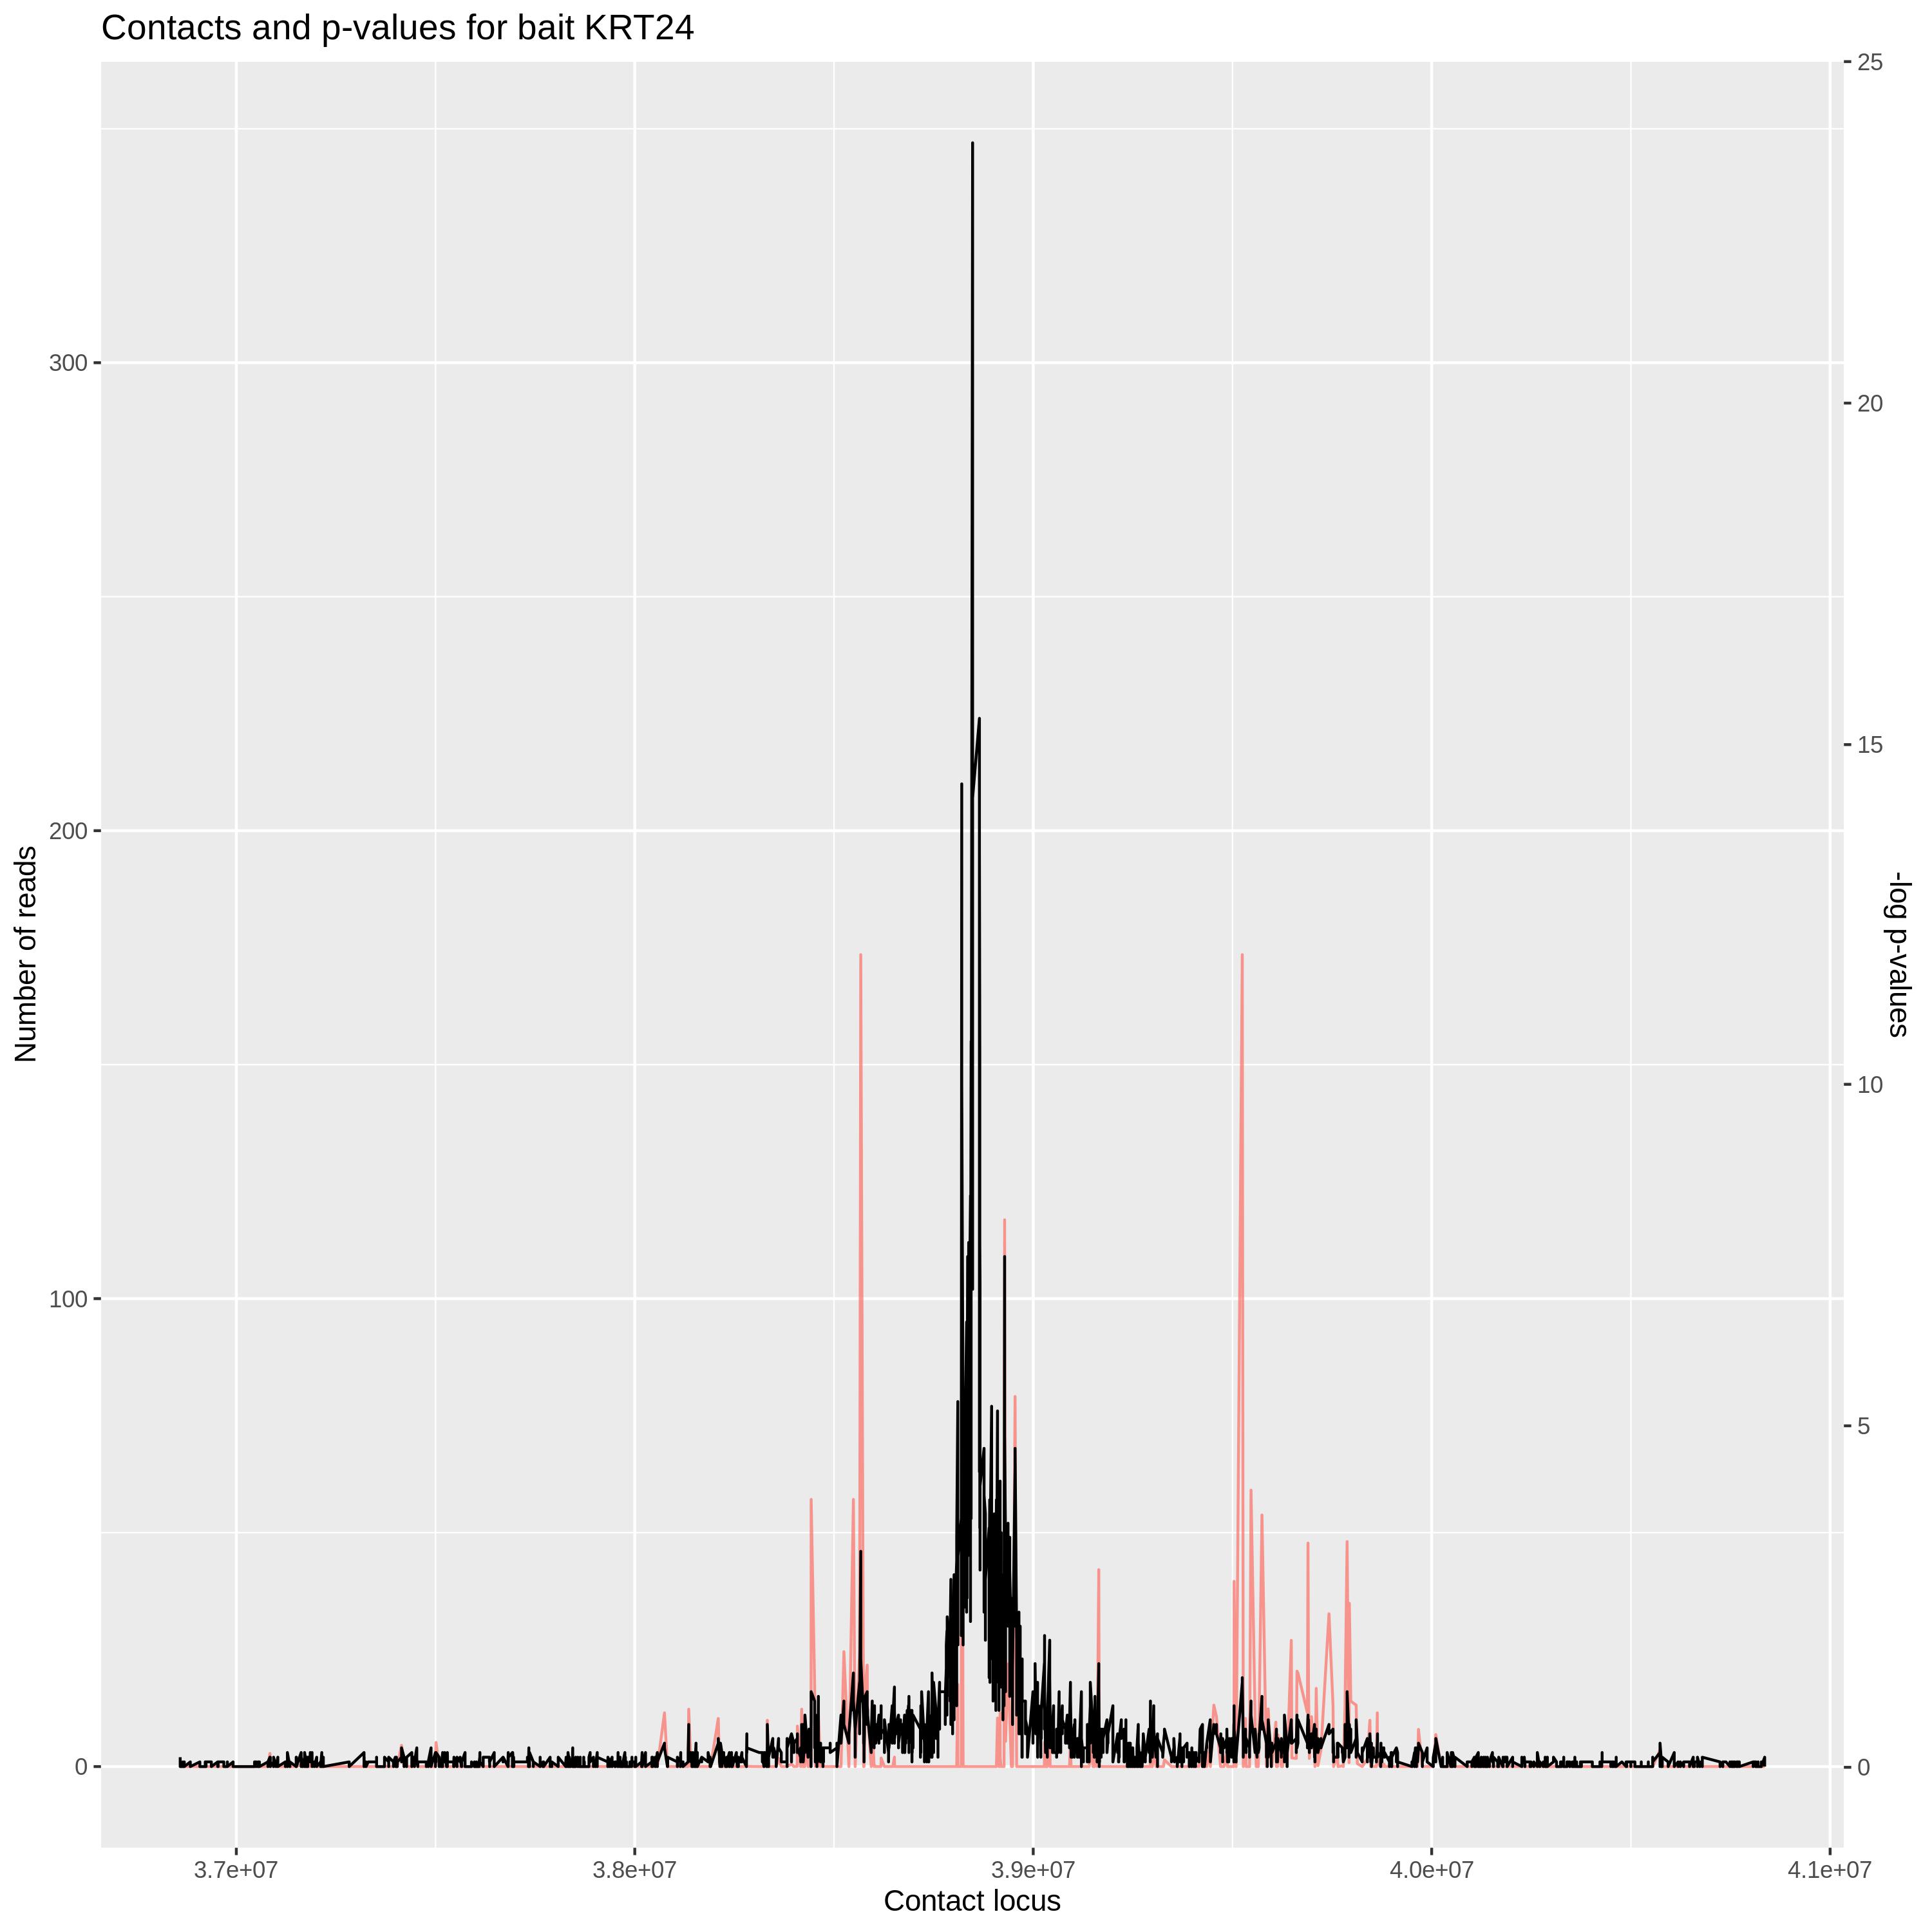 Contacts and p-values for bait KRT24
Number of reads
300
200
100
0
25
20
15
10
5
0
-log p-values
3.7e+07
3.8e+07
3.9e+07
4.0e+07
4.1e+07
Contact locus